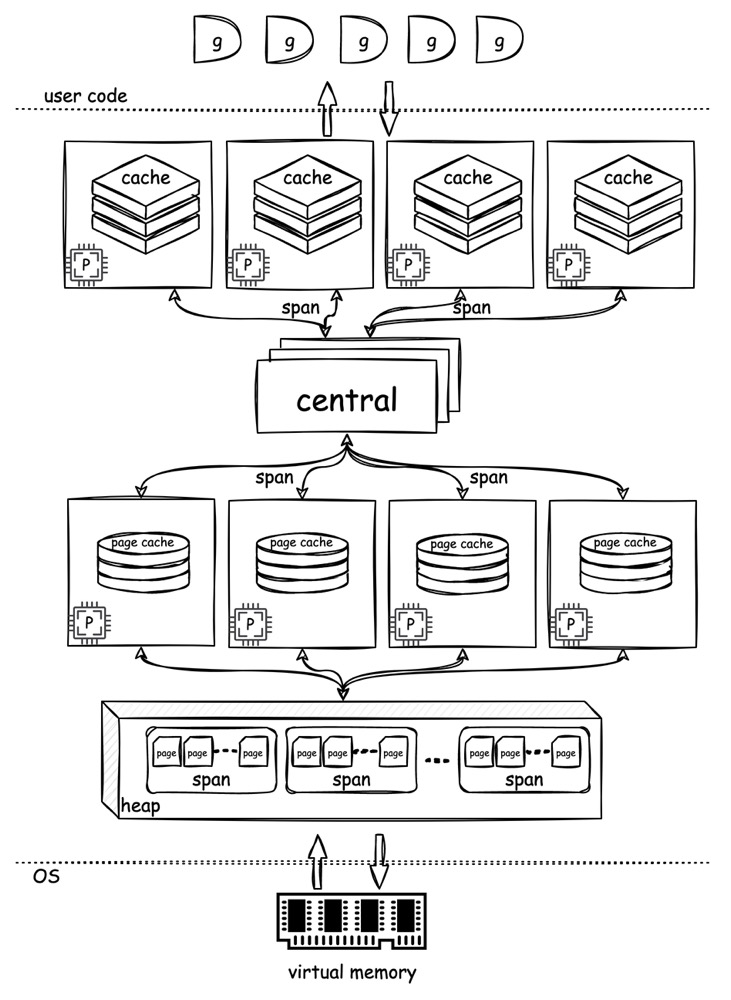 g g g g g
user code
cache cache cache cache
P P P P
span span
central
span span
page cache page cache page cache page cache
P P P P
page page page page page page page page page
span span span
heap
OS
virtual memory